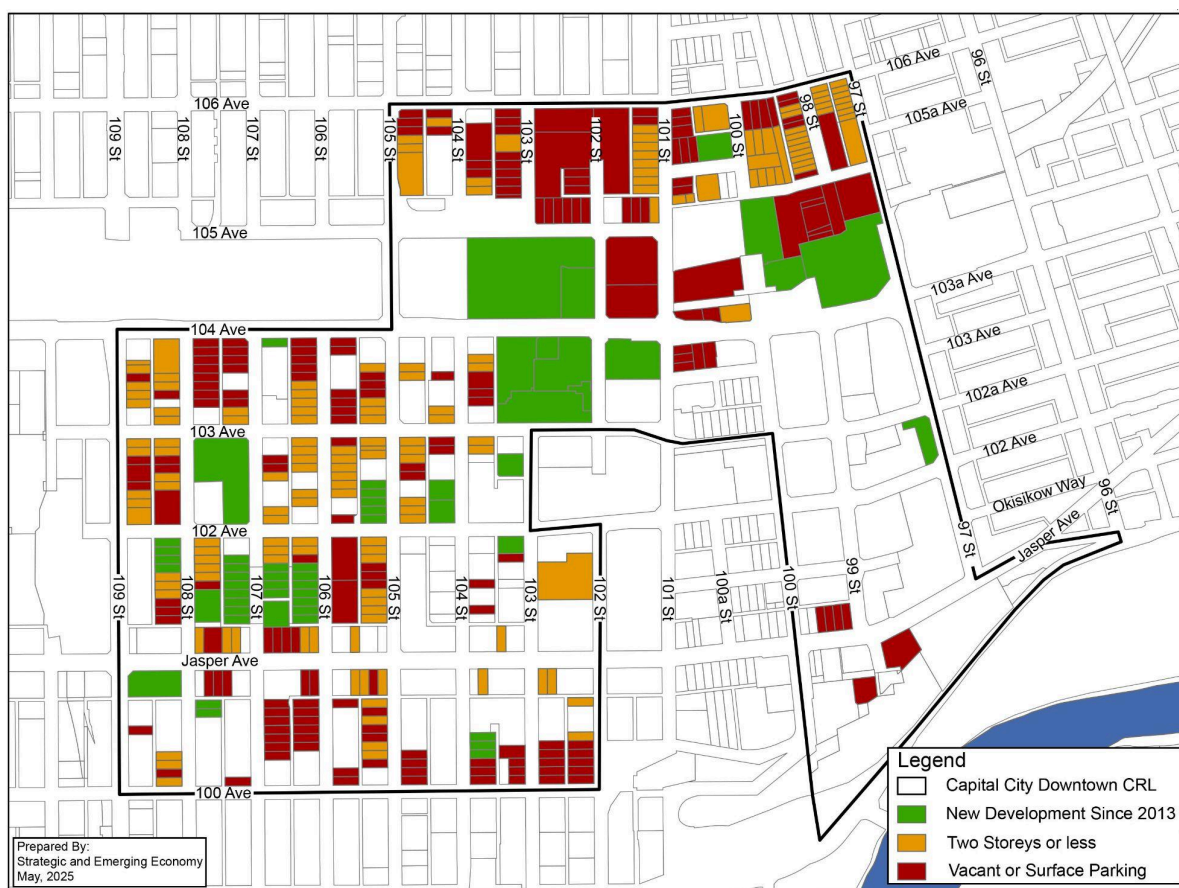 106 Ave
96 St
106 Ave
97 St
105a Ave
98 St
109 St
108 St
107 St
106 St
105 St
104 St
103 St
102 St
101 St
100 St
105 Ave
103a Ave
104 Ave
103 Ave
102a Ave
103 Ave
102 Ave
Okisikow Way
96 St
102 Ave
Jasper Ave
97 St
109 St
108 St
107 St
106 St
105 St
104 St
103 St
102 St
101 St
100a St
100 St
99 St
Jasper Ave
100 Ave
Legend
Capital City Downtown CRL
New Development Since 2013
Two Storeys or less
Vacant or Surface Parking
Prepared By:
Strategic and Emerging Economy
May, 2025